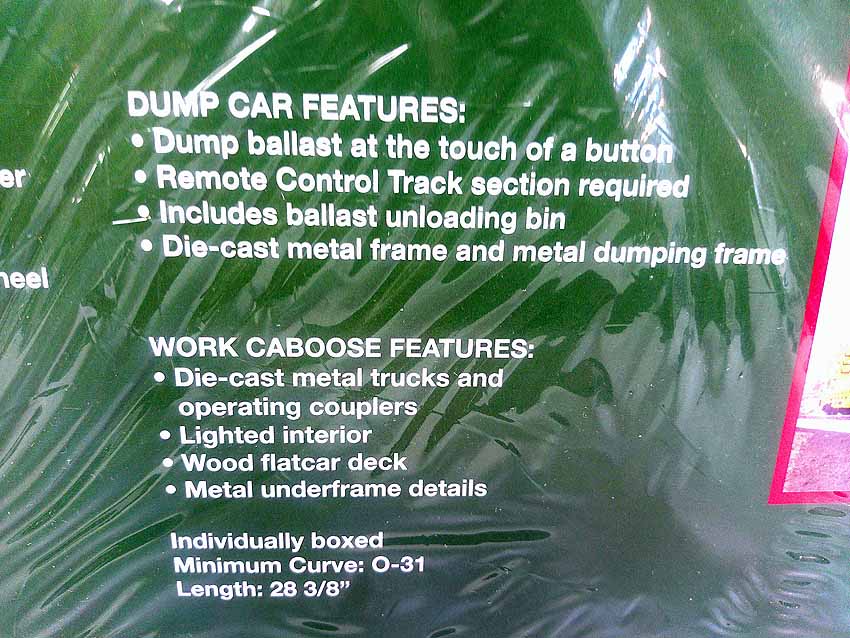 DUMP CAR FEATURES:
• Dump ballast at the touch of a button
• Remote Control Track section required
• Includes ballast unloading bin
• Die-cast metal frame and metal dumping frame
er
heel
WORK CABOOSE FEATURES:
• Die-cast metal trucks and
operating couplers
• Lighted interior
• Wood flatcar deck
• Metal underframe details
Individually boxed
Minimum Curve: O-31
Length: 28 3/8”